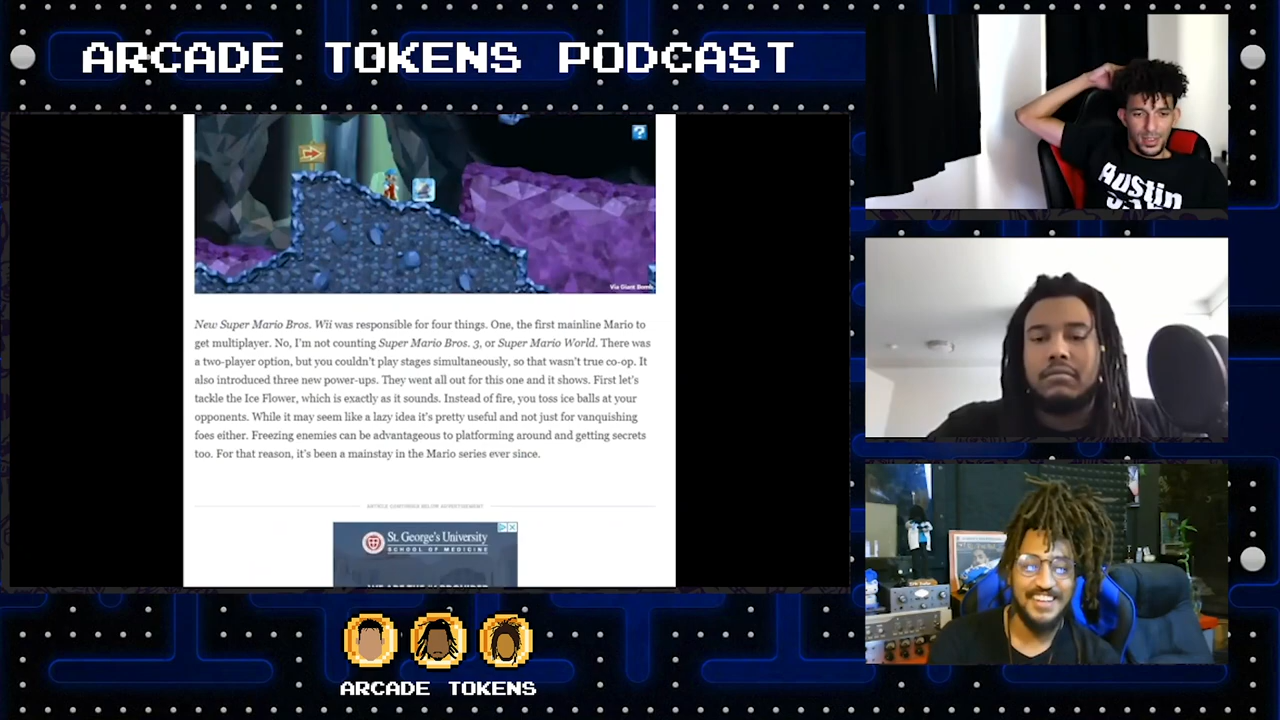 ARCADE TOKENS PODCAST
?
Via Giant Bomb
New Super Mario Bros. Wii was responsible for four things. One, the first mainline Mario to
get multiplayer. No, I'm not counting Super Mario Bros. 3, or Super Mario World. There was
a two-player option, but you couldn't play stages simultaneously, so that wasn't true co-op. It
also introduced three new power-ups. They went all out for this one and it shows. First let's
tackle the Ice Flower, which is exactly as it sounds. Instead of fire, you toss ice balls at your
opponents. While it may seem like a lazy idea it's pretty useful and not just for vanquishing
foes either. Freezing enemies can be advantageous to platforming around and getting secrets
too. For that reason, it's been a mainstay in the Mario series ever since.
ARTICLE CONTINUES BELOW ADVERTISEMENT
St. George's University
SCHOOL OF MEDICINE
Austin
ARCADE TOKENS